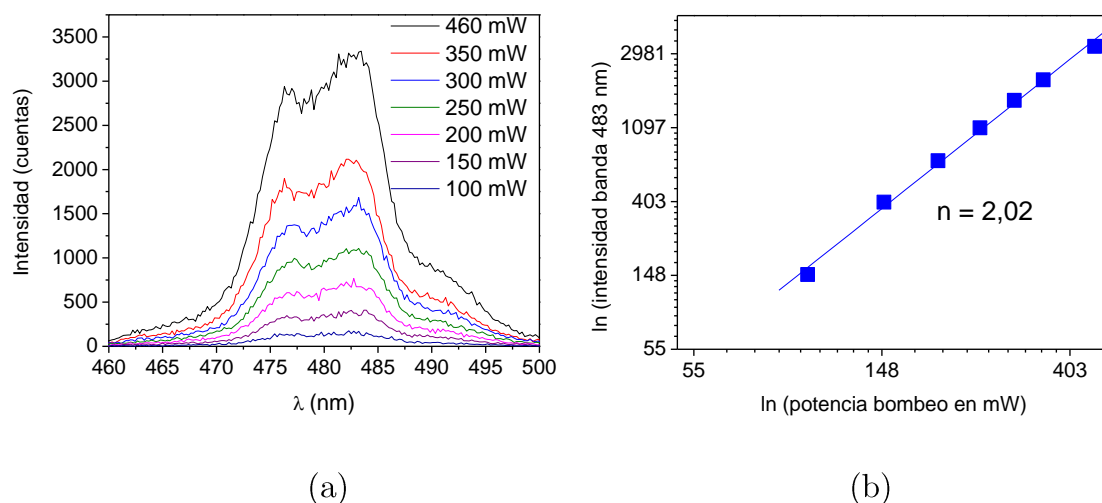 3500
3000
2500
2000
1500
1000
500
0
Intensidad (cuentas)
460 mW
350 mW
300 mW
250 mW
200 mW
150 mW
100 mW
460 465 470 475 480 485 490 495 500
λ (nm)
(a)
2981
1097
403
148
55
ln (intensidad banda 483 nm)
n = 2,02
55 148 403
ln (potencia bombeo en mW)
(b)